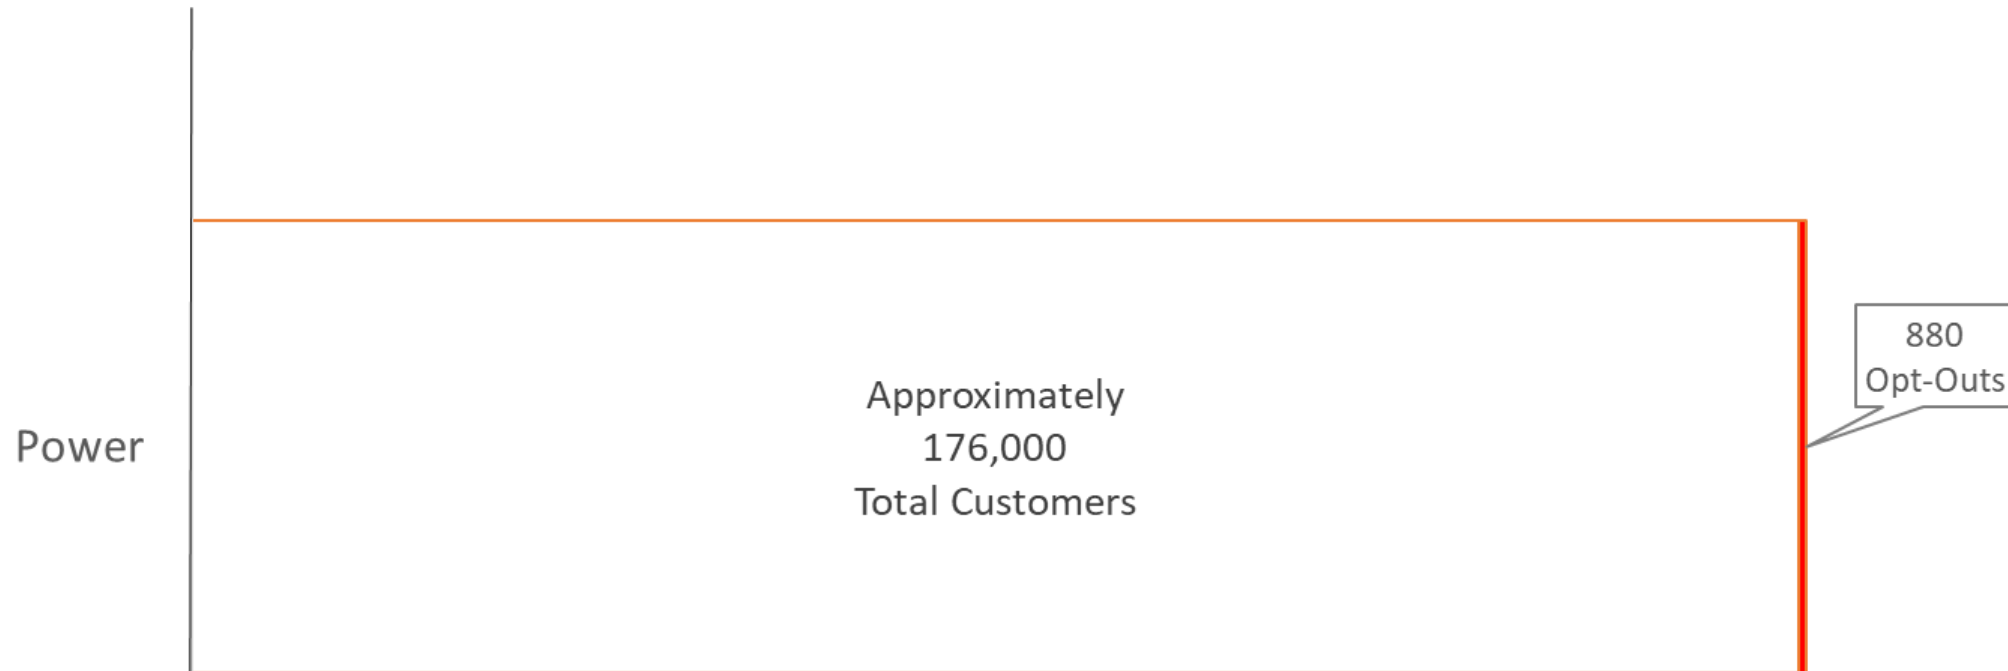 Power
Approximately
176,000
Total Customers
880
Opt-Outs